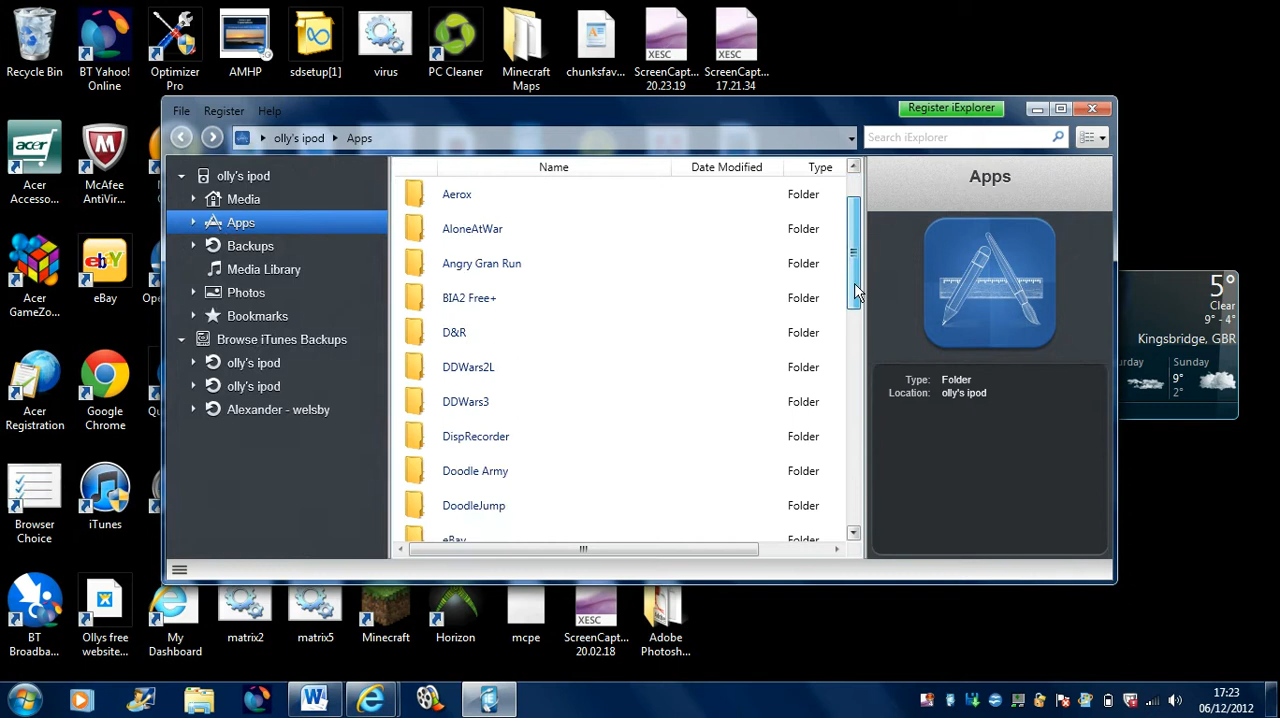 Recycle Bin
BT Yahoo! Online
Optimizer Pro
AMHP
sdsetup[1]
virus
PC Cleaner
Minecraft Maps
chunksfav...
XESC
ScreenCapt... 20.23.19
XESC
ScreenCapt... 17.21.34
File Register Help
Register iExplorer
olly's ipod Apps
Search iExplorer
acer
Acer Accesso...
McAfee AntiVir...
Acer GameZo...
ebY
eBay
Ope
Acer Registration
Google Chrome
Qu
Browser Choice
iTunes
olly's ipod
Media
Apps
Backups
Media Library
Photos
Bookmarks
Browse iTunes Backups
olly's ipod
olly's ipod
Alexander - welsby
Name Date Modified Type
Aerox Folder
AloneAtWar Folder
Angry Gran Run Folder
BIA2 Free+ Folder
D&R Folder
DDWars2L Folder
DDWars3 Folder
DispRecorder Folder
Doodle Army Folder
DoodleJump Folder
eBay Folder
Apps
Type: Folder
Location: olly's ipod
5°
Clear
9° - 4°
Kingsbridge, GBR
urday Sunday
9°
2°
BT Broadba...
Ollys free website...
My Dashboard
matrix2
matrix5
Minecraft
Horizon
mcpe
XESC
ScreenCapt... 20.02.18
Adobe Photosh...
17:23
06/12/2012